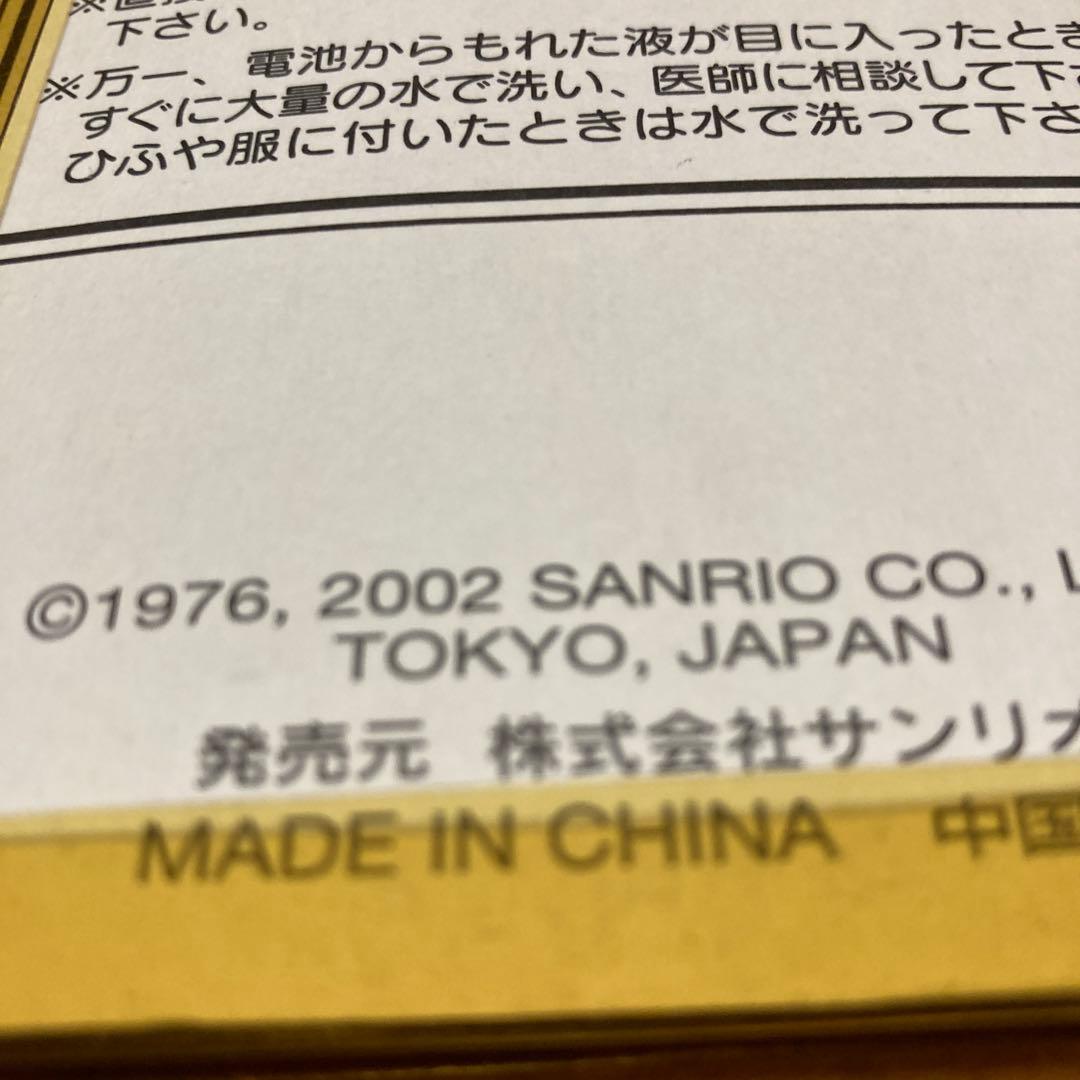 下さい。
※万一、電池からもれた液が目に入ったとき
すぐに大量の水で洗い、医師に相談して下
ひふや服に付いたときは水で洗って下さ
©1976, 2002 SANRIO CO.,
TOKYO, JAPAN
発売元 株式会社サンリオ
MADE IN CHINA 中国